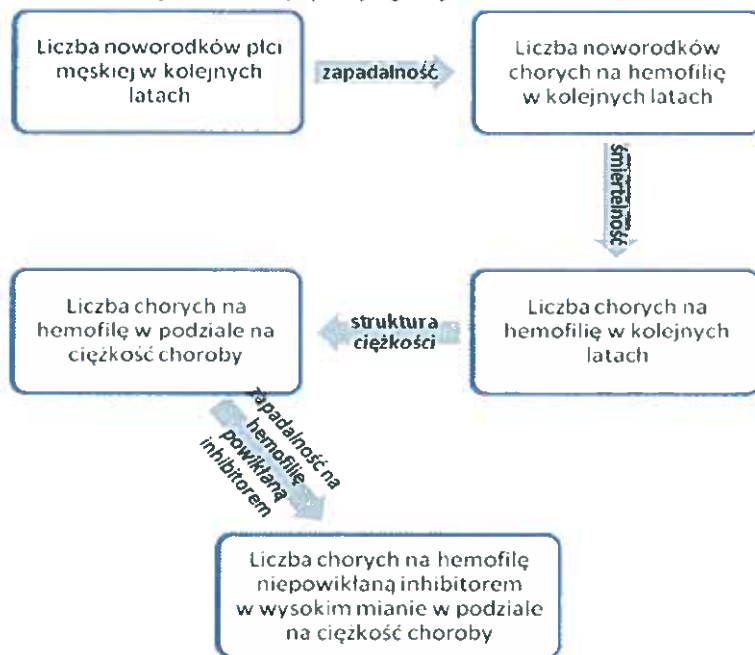 Liczba noworodków płci
męskiej w kolejnych
latach
zapadalność
Liczba noworodków
chorych na hemofilię
w kolejnych latach
śmiertelność
Liczba chorych na
hemofilię w kolejnych
latach
struktura
ciężkości
Liczba chorych na
hemofilę w podziale na
ciężkość choroby
zapadalność na
hemofilię
powikłaną
inhibitorem
Liczba chorych na hemofilę
niepowikłaną inhibitorem
w wysokim mianie w podziale
na ciężkość choroby